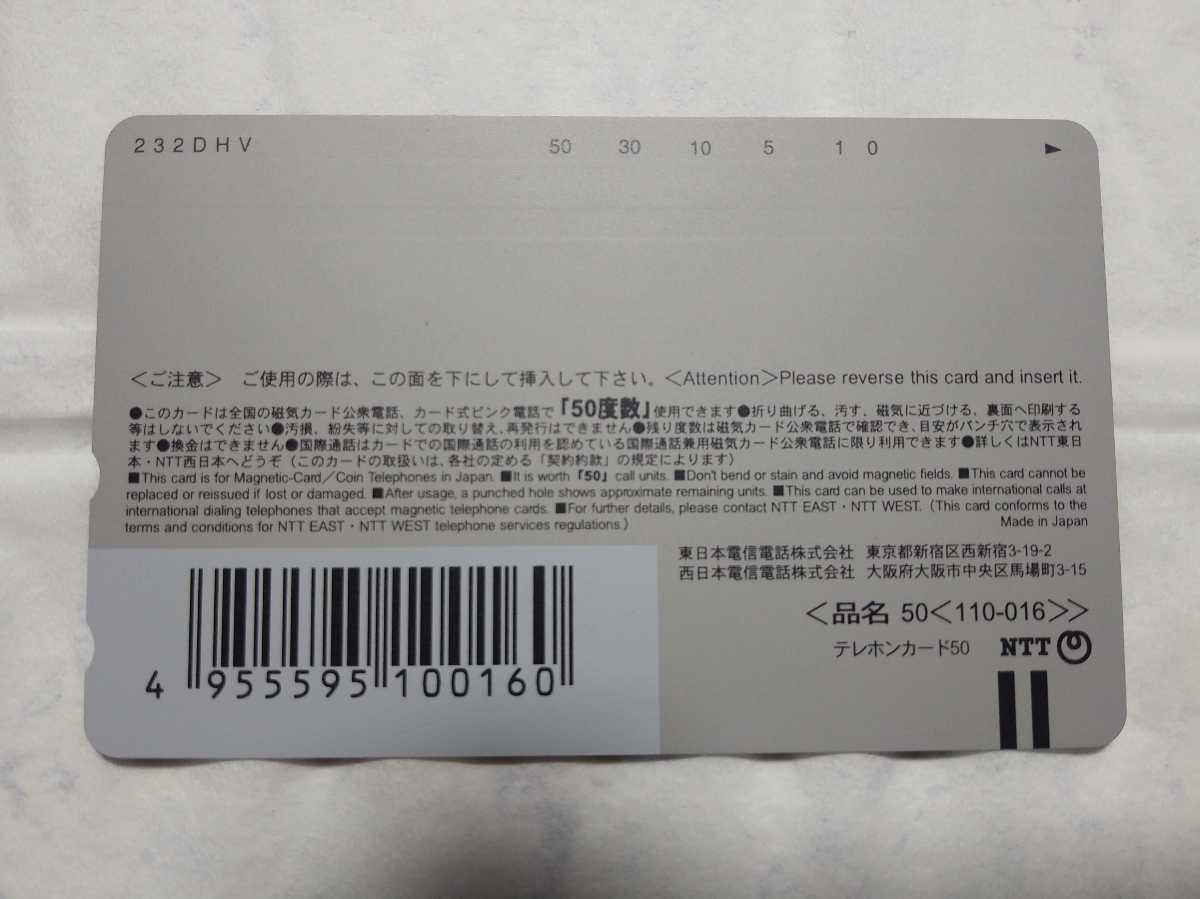 232DHV 50 30 10 5 1 0 ▶
＜ご注意＞ ご使用の際は、この面を下にして挿入して下さい。＜Attention＞Please reverse this card and insert it.
●このカードは全国の磁気カード公衆電話、カード式ピンク電話で「50度数」使用できます●折り曲げる、汚す、磁気に近づける、裏面へ印刷する
等はしないでください●汚損、紛失等に対しての取り替え、再発行はできません●残り度数は磁気カード公衆電話で確認でき、目安がパンチ穴で表示され
ます●換金はできません●国際通話はカードでの国際通話の利用を認めている国際通話兼用磁気カード公衆電話に限り利用できます●詳しくはNTT東日
本・NTT西日本へどうぞ（このカードの取扱いは、各社の定める「契約約款」の規定によります）
■This card is for Magnetic-Card／Coin Telephones in Japan. ■It is worth「50」call units. ■Don't bend or stain and avoid magnetic fields. ■This card cannot be
replaced or reissued if lost or damaged. ■After usage, a punched hole shows approximate remaining units. ■This card can be used to make international calls at
international dialing telephones that accept magnetic telephone cards. ■For further details, please contact NTT EAST・NTT WEST.（This card conforms to the
terms and conditions for NTT EAST・NTT WEST telephone services regulations.）
Made in Japan
東日本電信電話株式会社 東京都新宿区西新宿3-19-2
西日本電信電話株式会社 大阪府大阪市中央区馬場町3-15
＜品名 50＜110-016＞＞
テレホンカード50 NTT
4 955595 100160